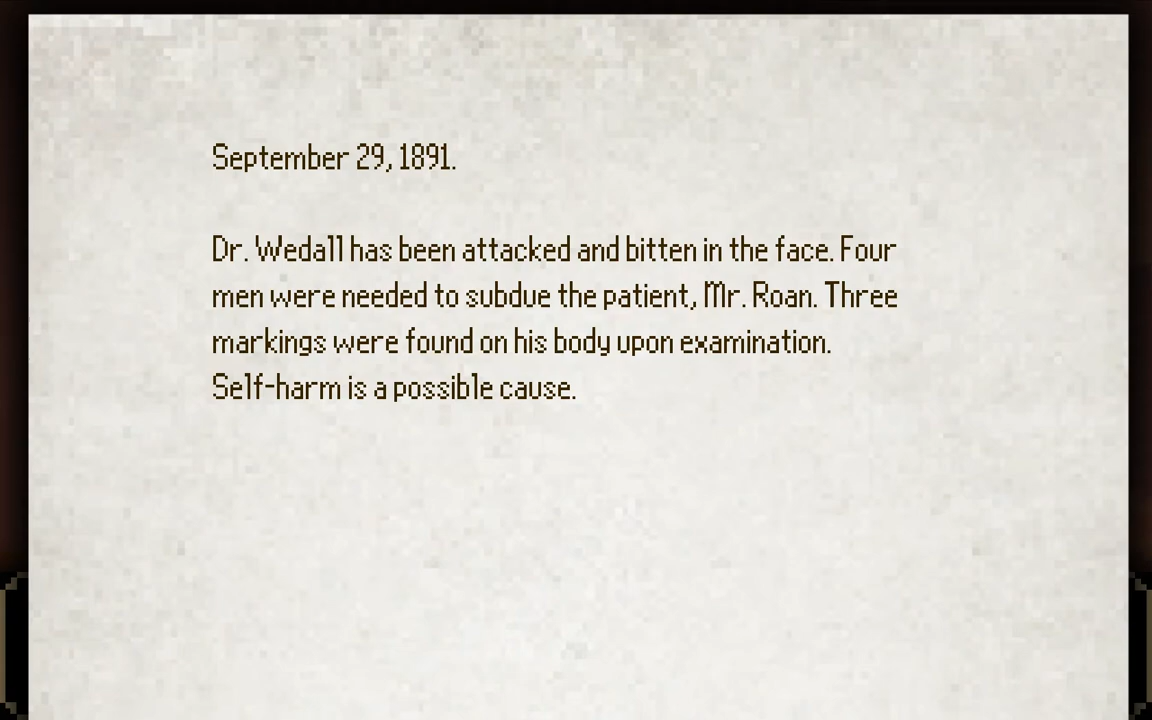 September 29, 1891.
Dr. Wedall has been attacked and bitten in the face. Four
men were needed to subdue the patient, Mr. Roan. Three
markings were found on his body upon examination.
Self-harm is a possible cause.